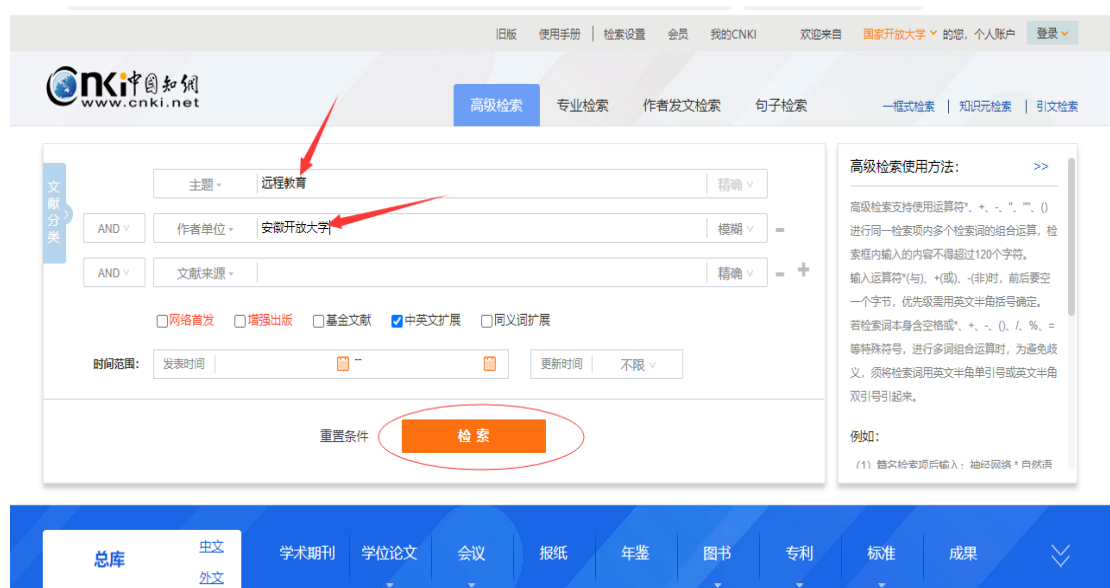 旧版 使用手册 | 检索设置 会员 我的CNKI 欢迎来自 国家开放大学 的您，个人账户 登录
Cnki中国知网
www.cnki.net
高级检索 专业检索 作者发文检索 句子检索 一框式检索 | 知识元检索 | 引文检索
文献分类
主题 远程教育 精确
AND 作者单位 安徽开放大学 模糊 -
AND 文献来源 精确 - +
网络首发 增强出版 基金文献 中英文扩展 同义词扩展
时间范围： 发表时间 -- 更新时间 不限
重置条件 检索
高级检索使用方法： >>
高级检索支持使用运算符*、+、-、''、""、()
进行同一检索项内多个检索词的组合运算，检
索框内输入的内容不得超过120个字符。
输入运算符*(与)、+(或)、-(非)时，前后要空
一个字节，优先级需用英文半角括号确定。
若检索词本身含空格或*、+、-、()、/、%、=
等特殊符号，进行多词组合运算时，为避免歧
义，须将检索词用英文半角单引号或英文半角
双引号引起来。
例如：
(1) 篇名检索项后输入：神经网络 * 自然语
总库 中文 学术期刊 学位论文 会议 报纸 年鉴 图书 专利 标准 成果
外文